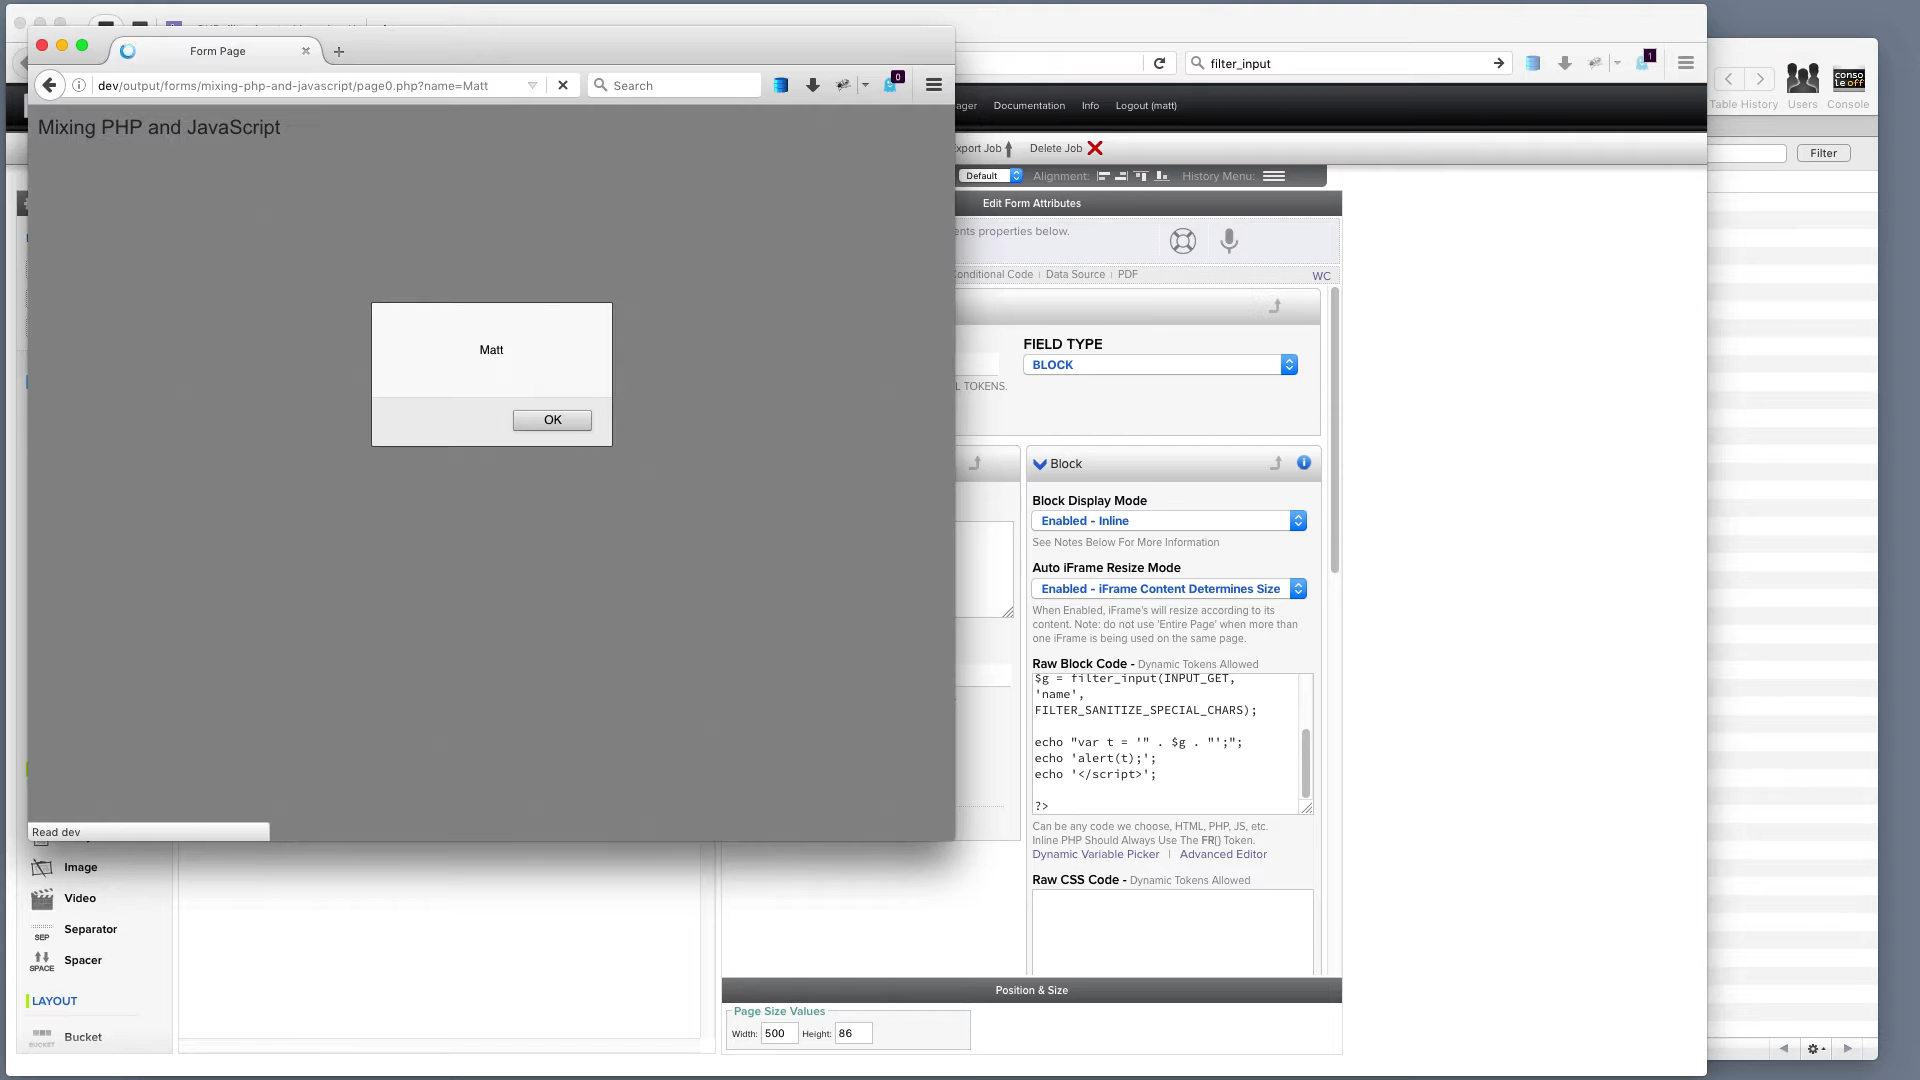 Form Page
dev/output/forms/mixing-php-and-javascript/page0.php?name=Matt
Search
0
Mixing PHP and JavaScript
Matt
OK
Read dev
filter_input
1
Documentation
Info
Logout (matt)
xport Job
Delete Job
Default
Alignment:
History Menu:
Edit Form Attributes
ents properties below.
Conditional Code | Data Source | PDF
WC
FIELD TYPE
BLOCK
L TOKENS.
Block
Block Display Mode
Enabled - Inline
See Notes Below For More Information
Auto iFrame Resize Mode
Enabled - iFrame Content Determines Size
When Enabled, iFrame's will resize according to its
content. Note: do not use 'Entire Page' when more than
one iFrame is being used on the same page.
Raw Block Code - Dynamic Tokens Allowed
$g = filter_input(INPUT_GET,
'name',
FILTER_SANITIZE_SPECIAL_CHARS);
echo "var t = '" . $g . "';";
echo 'alert(t);';
echo '</script>';
?>
Can be any code we choose, HTML, PHP, JS, etc.
Inline PHP Should Always Use The FR{} Token.
Dynamic Variable Picker | Advanced Editor
Raw CSS Code - Dynamic Tokens Allowed
Image
Video
SEP
Separator
SPACE
Spacer
LAYOUT
BUCKET
Bucket
Position & Size
Page Size Values
Width: 500 Height: 86
Table History
Users
conso
le off
Console
Filter